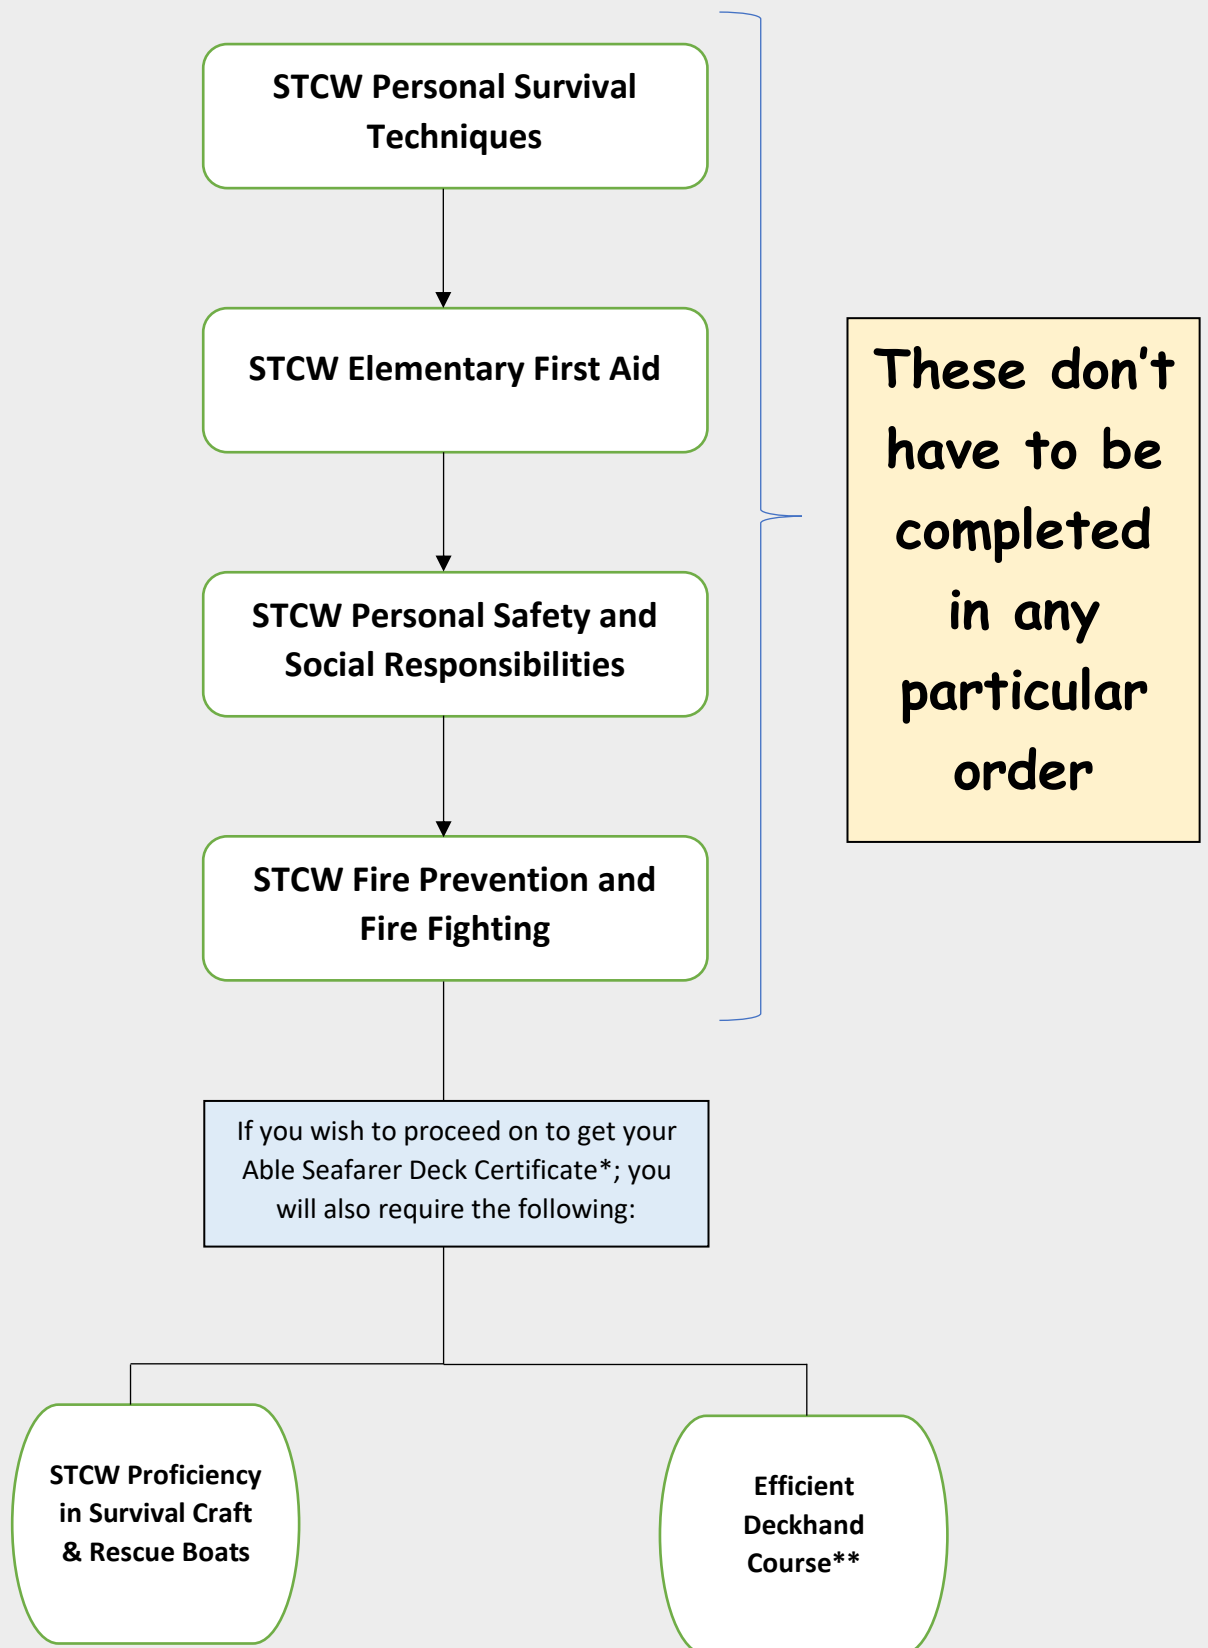 STCW Personal Survival
Techniques
STCW Elementary First Aid
STCW Personal Safety and
Social Responsibilities
STCW Fire Prevention and
Fire Fighting
These don't
have to be
completed
in any
particular
order
If you wish to proceed on to get your
Able Seafarer Deck Certificate*; you
will also require the following:
STCW Proficiency
in Survival Craft
& Rescue Boats
Efficient
Deckhand
Course**